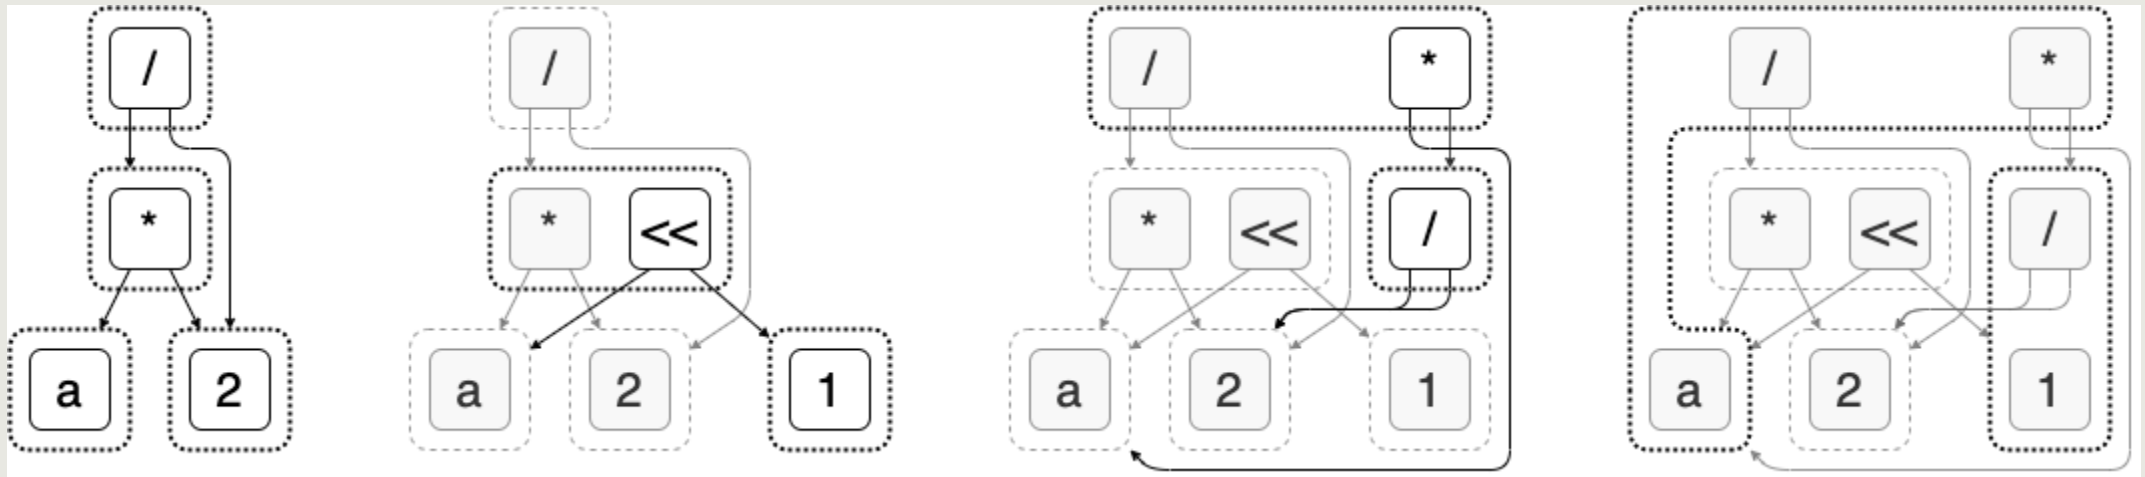 / / / * / *
* * << * << / * << /
a 2 a 2 1 a 2 1 a 2 1